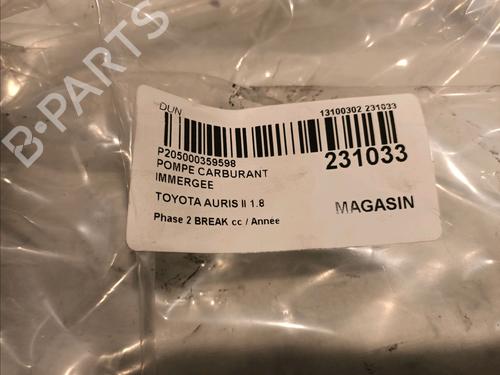 B-PARTS
DUN
13100302 231033
P205000359598
231033
POMPE CARBURANT
IMMERGEE
TOYOTA AURIS II 1.8
MAGASIN
Phase 2 BREAK cc / Année